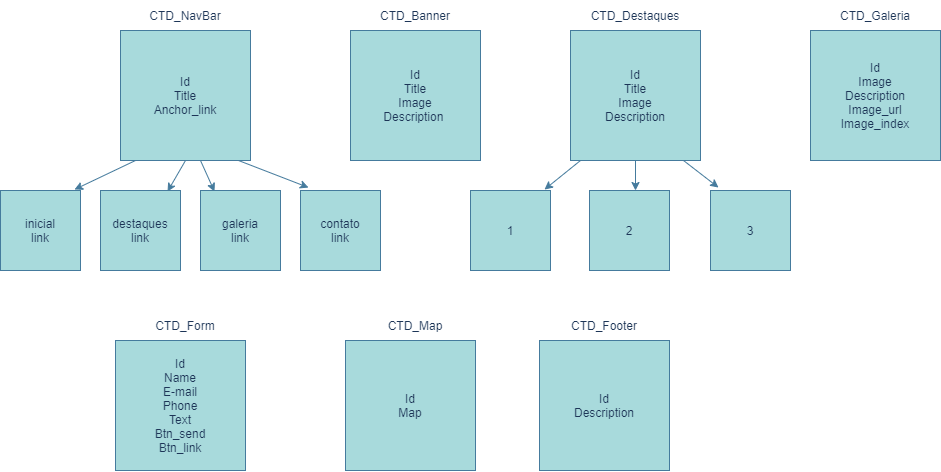 CTD_NavBar
CTD_Banner
CTD_Destaques
CTD_Galeria
Id
Title
Anchor_link
Id
Title
Image
Description
Id
Title
Image
Description
Id
Image
Description
Image_url
Image_index
inicial
link
destaques
link
galeria
link
contato
link
1
2
3
CTD_Form
CTD_Map
CTD_Footer
Id
Name
E-mail
Phone
Text
Btn_send
Btn_link
Id
Map
Id
Description